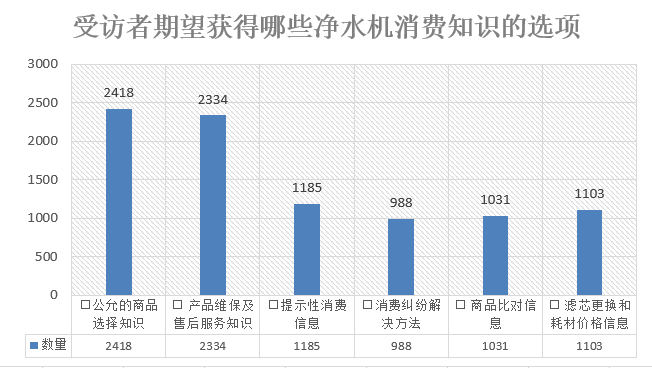 受访者期望获得哪些净水机消费知识的选项
3000
2500
2000
1500
1000
500
0
2418
2334
1185
988
1031
1103
□公允的商品
选择知识
□ 产品维保及
售后服务知识
□提示性消费
信息
□消费纠纷解
决方法
□ 商品比对信
息
□ 滤芯更换和
耗材价格信息
数量 2418 2334 1185 988 1031 1103